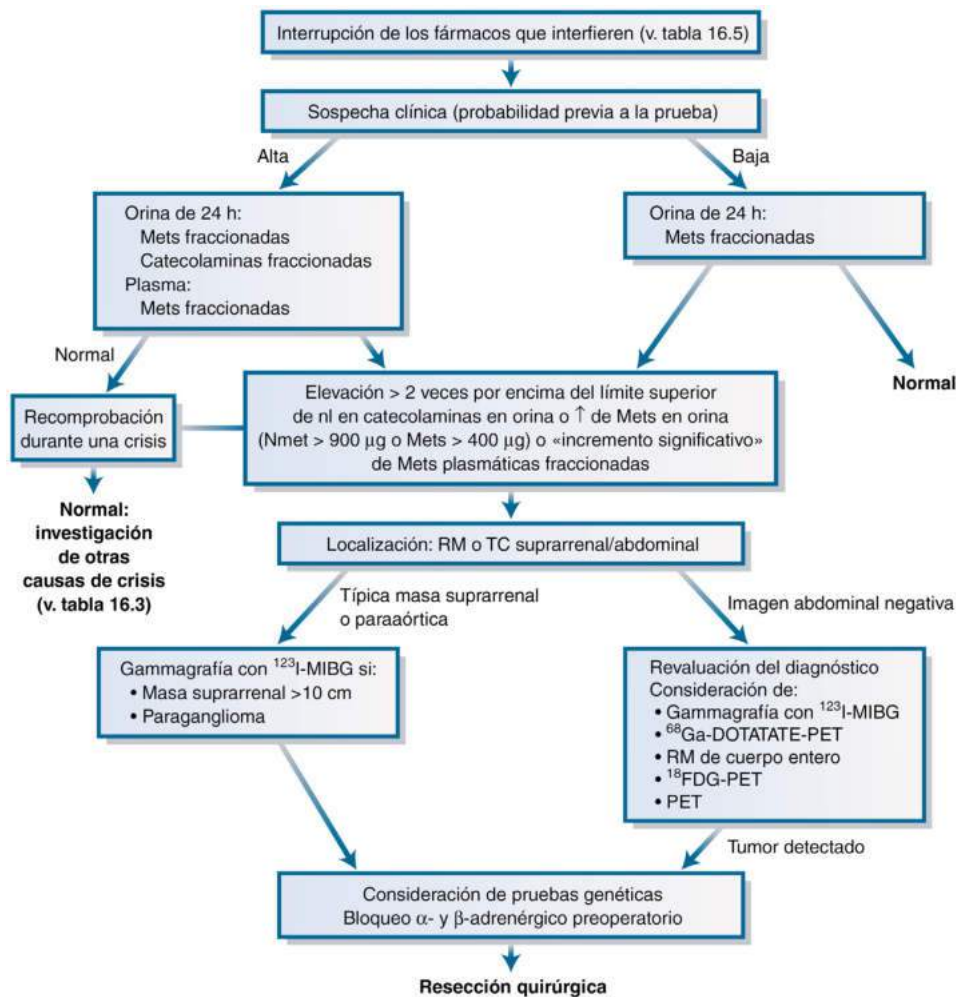 Interrupción de los fármacos que interfieren (v. tabla 16.5)
Sospecha clínica (probabilidad previa a la prueba)
Alta
Baja
Orina de 24 h:
Mets fraccionadas
Catecolaminas fraccionadas
Plasma:
Mets fraccionadas
Orina de 24 h:
Mets fraccionadas
Normal
Normal
Recomprobación
durante una crisis
Elevación > 2 veces por encima del límite superior
de nl en catecolaminas en orina o ↑ de Mets en orina
(Nmet > 900 μg o Mets > 400 μg) o «incremento significativo»
de Mets plasmáticas fraccionadas
Normal:
investigación
de otras
causas de crisis
(v. tabla 16.3)
Localización: RM o TC suprarrenal/abdominal
Típica masa suprarrenal
o paraaórtica
Imagen abdominal negativa
Gammagrafía con ¹²³I-MIBG si:
• Masa suprarrenal >10 cm
• Paraganglioma
Revaluación del diagnóstico
Consideración de:
• Gammagrafía con ¹²³I-MIBG
• ⁶⁸Ga-DOTATATE-PET
• RM de cuerpo entero
• ¹⁸FDG-PET
• PET
Tumor detectado
Consideración de pruebas genéticas
Bloqueo α- y β-adrenérgico preoperatorio
Resección quirúrgica